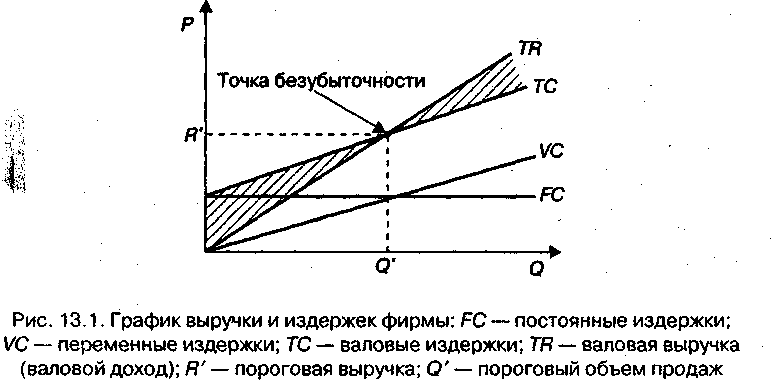 P
TR
Точка безубыточности
TC
R'
VC
FC
Q'
Q
Рис. 13.1. График выручки и издержек фирмы: FC — постоянные издержки;
VC — переменные издержки; TC — валовые издержки; TR — валовая выручка
(валовой доход); R' — пороговая выручка; Q' — пороговый объем продаж